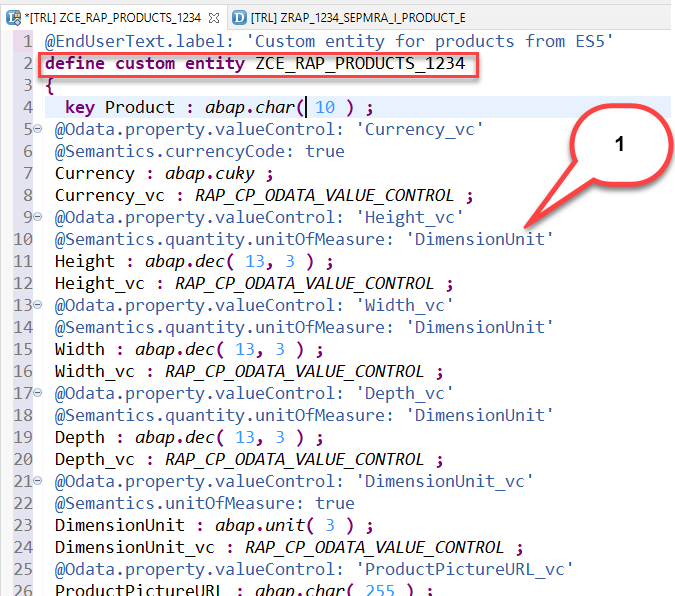 *[TRL] ZCE_RAP_PRODUCTS_1234 [TRL] ZRAP_1234_SEPMRA_I_PRODUCT_E
1 @EndUserText.label: 'Custom entity for products from ES5'
2 define custom entity ZCE_RAP_PRODUCTS_1234
3 {
4 key Product : abap.char( 10 ) ;
5 @Odata.property.valueControl: 'Currency_vc'
6 @Semantics.currencyCode: true
7 Currency : abap.cuky ;
8 Currency_vc : RAP_CP_ODATA_VALUE_CONTROL ;
9 @Odata.property.valueControl: 'Height_vc'
10 @Semantics.quantity.unitOfMeasure: 'DimensionUnit'
11 Height : abap.dec( 13, 3 ) ;
12 Height_vc : RAP_CP_ODATA_VALUE_CONTROL ;
13 @Odata.property.valueControl: 'Width_vc'
14 @Semantics.quantity.unitOfMeasure: 'DimensionUnit'
15 Width : abap.dec( 13, 3 ) ;
16 Width_vc : RAP_CP_ODATA_VALUE_CONTROL ;
17 @Odata.property.valueControl: 'Depth_vc'
18 @Semantics.quantity.unitOfMeasure: 'DimensionUnit'
19 Depth : abap.dec( 13, 3 ) ;
20 Depth_vc : RAP_CP_ODATA_VALUE_CONTROL ;
21 @Odata.property.valueControl: 'DimensionUnit_vc'
22 @Semantics.unitOfMeasure: true
23 DimensionUnit : abap.unit( 3 ) ;
24 DimensionUnit_vc : RAP_CP_ODATA_VALUE_CONTROL ;
25 @Odata.property.valueControl: 'ProductPictureURL_vc'
26 ProductPictureURL : abap.char( 255 ) ;
1